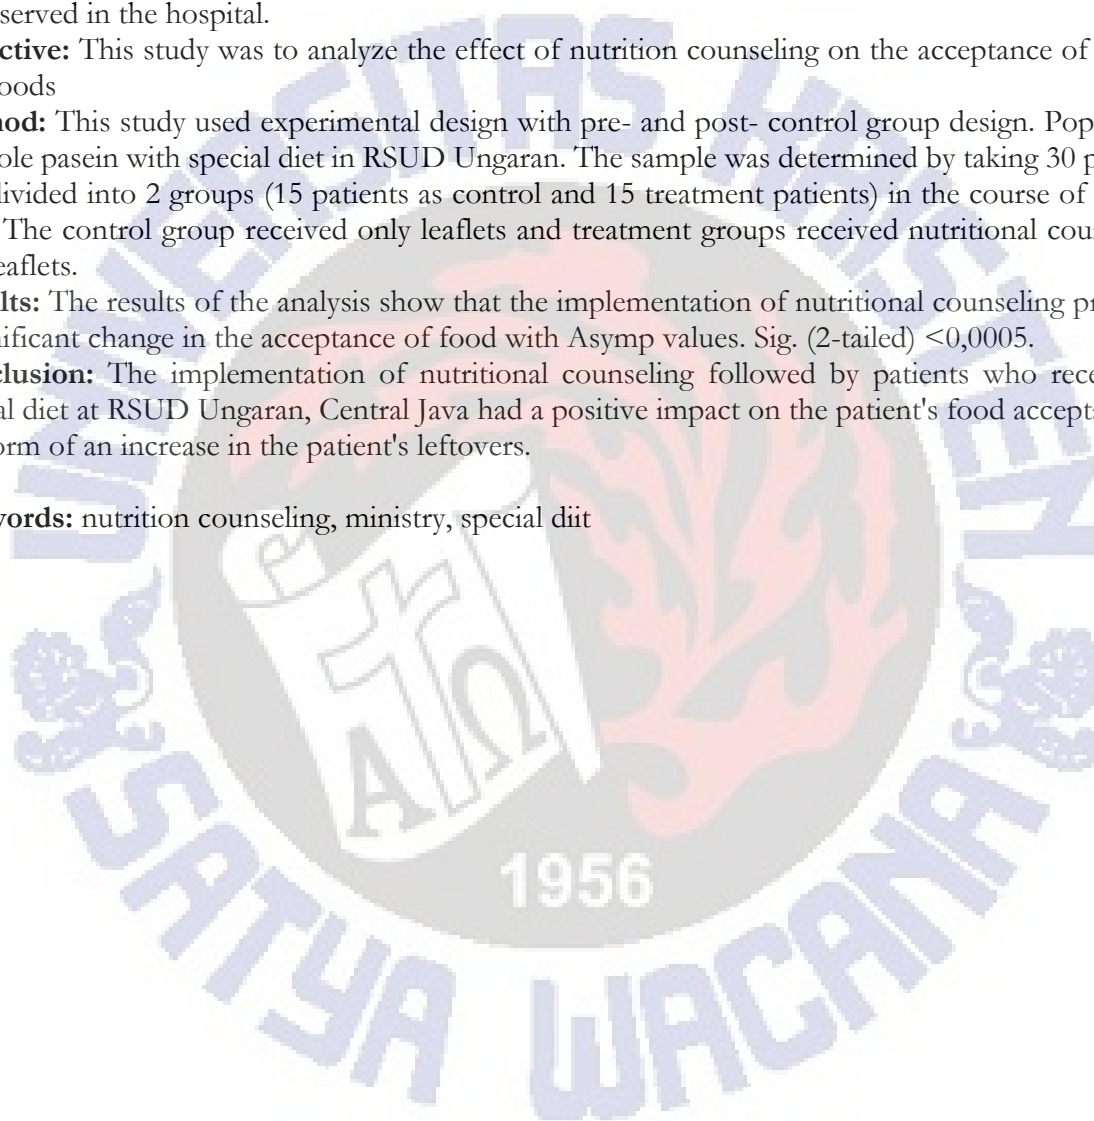 served in the hospital.
ctive: This study was to analyze the effect of nutrition counseling on the acceptance of
oods
hod: This study used experimental design with pre- and post- control group design. Pop
ole pasein with special diet in RSUD Ungaran. The sample was determined by taking 30 p
divided into 2 groups (15 patients as control and 15 treatment patients) in the course of
The control group received only leaflets and treatment groups received nutritional cou
eaflets.
lts: The results of the analysis show that the implementation of nutritional counseling pr
nificant change in the acceptance of food with Asymp values. Sig. (2-tailed) <0,0005.
clusion: The implementation of nutritional counseling followed by patients who rece
al diet at RSUD Ungaran, Central Java had a positive impact on the patient's food accepta
orm of an increase in the patient's leftovers.
words: nutrition counseling, ministry, special diit
UNIVERSITAS KRISTEN
Α Ω
1956
SATYA WACANA